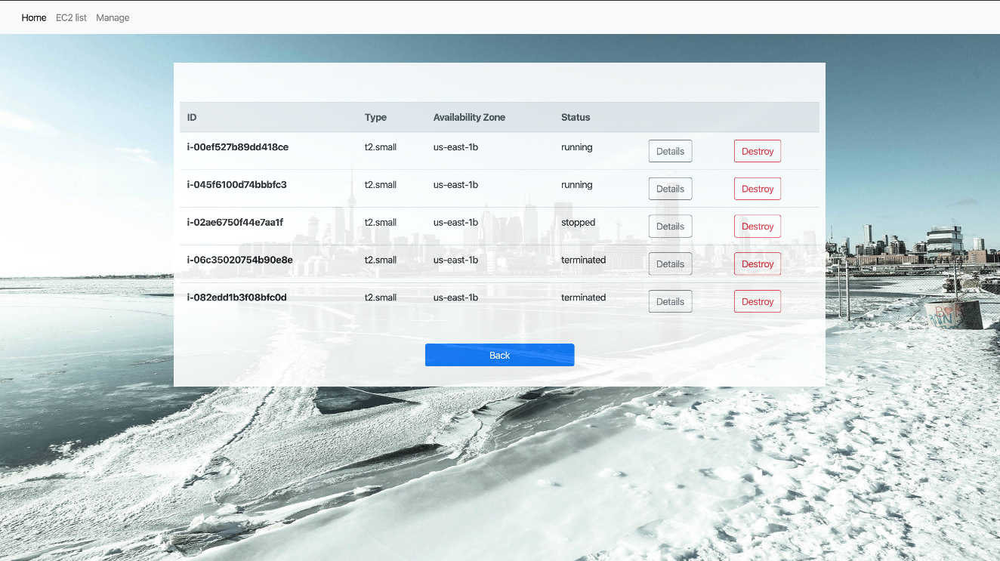 Home EC2 list Manage
ID Type Availability Zone Status
i-00ef527b89dd418ce t2.small us-east-1b running Details Destroy
i-045f6100d74bbbfc3 t2.small us-east-1b running Details Destroy
i-02ae6750f44e7aa1f t2.small us-east-1b stopped Details Destroy
i-06c35020754b90e8e t2.small us-east-1b terminated Details Destroy
i-082edd1b3f08bfc0d t2.small us-east-1b terminated Details Destroy
Back